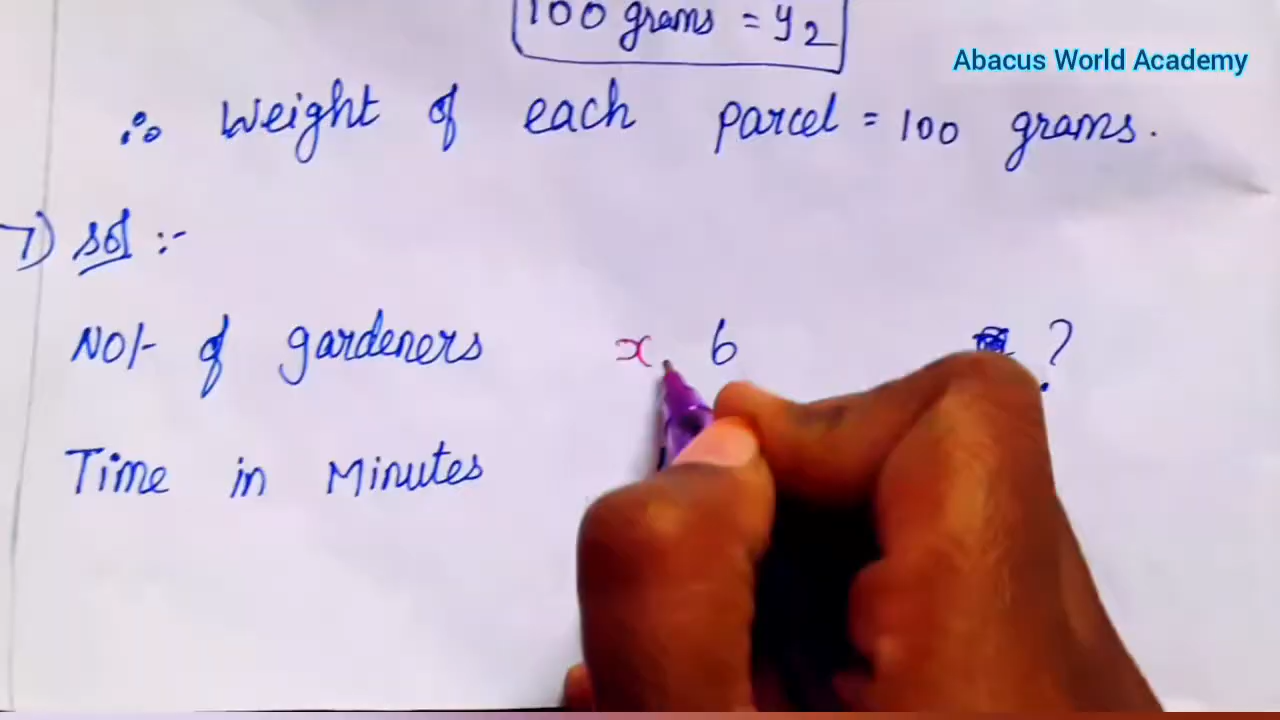 100 grams = y2
Abacus World Academy
∴ Weight of each parcel = 100 grams.
7) Sol :-
No/- of gardeners x 6 ?
Time in Minutes